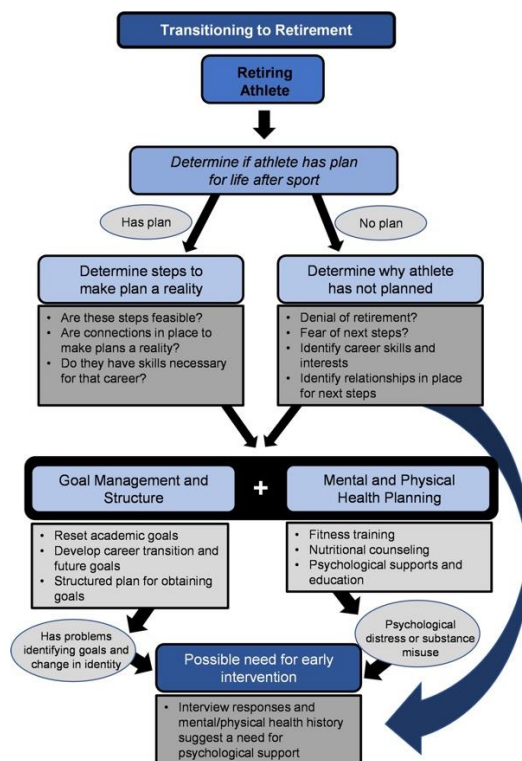 Transitioning to Retirement
Retiring
Athlete
Determine if athlete has plan
for life after sport
Has plan
No plan
Determine steps to
make plan a reality
• Are these steps feasible?
• Are connections in place to
make plans a reality?
• Do they have skills necessary
for that career?
Determine why athlete
has not planned
• Denial of retirement?
• Fear of next steps?
• Identify career skills and
interests
• Identify relationships in place
for next steps
Goal Management and
Structure
+
Mental and Physical
Health Planning
• Reset academic goals
• Develop career transition and
future goals
• Structured plan for obtaining
goals
• Fitness training
• Nutritional counseling
• Psychological supports and
education
Has problems
identifying goals and
change in identity
Psychological
distress or substance
misuse
Possible need for early
intervention
• Interview responses and
mental/physical health history
suggest a need for
psychological support